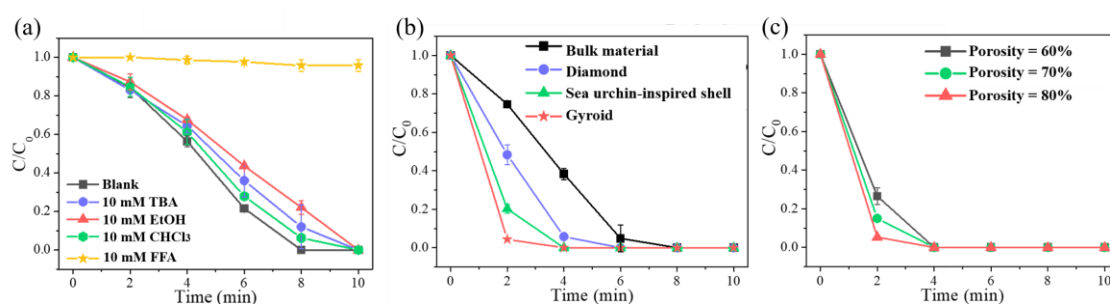 (a)
C/C0
1.0
0.8
0.6
0.4
0.2
0.0
Blank
10 mM TBA
10 mM EtOH
10 mM CHCl3
10 mM FFA
0 2 4 6 8 10
Time (min)
(b)
C/C0
1.0
0.8
0.6
0.4
0.2
0.0
Bulk material
Diamond
Sea urchin-inspired shell
Gyroid
0 2 4 6 8 10
Time (min)
(c)
C/C0
1.0
0.8
0.6
0.4
0.2
0.0
Porosity = 60%
Porosity = 70%
Porosity = 80%
0 2 4 6 8 10
Time (min)